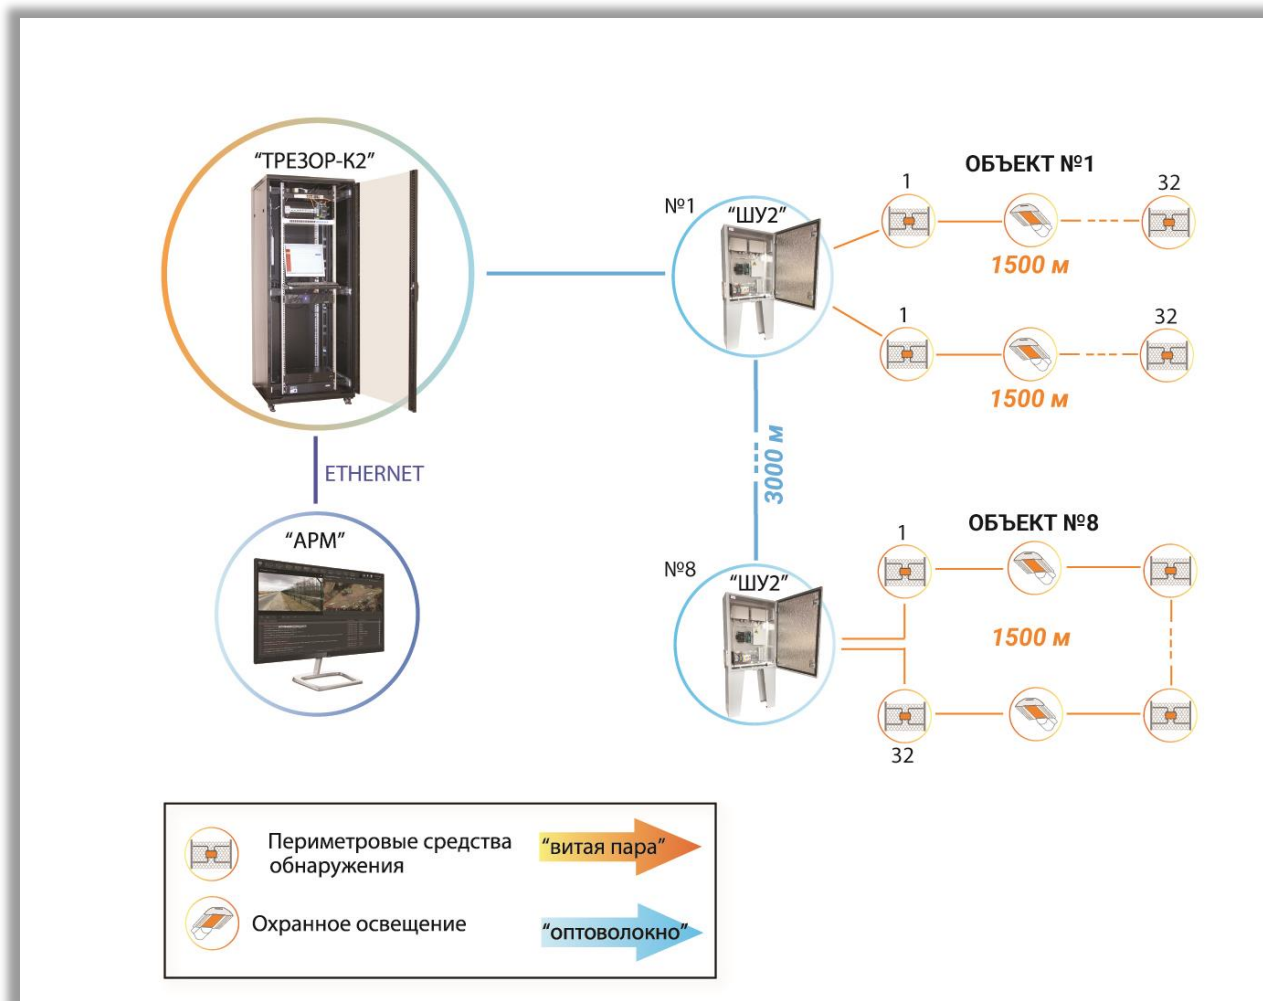 “ТРЕЗОР-К2”
ETHERNET
“АРМ”
№1
“ШУ2”
ОБЪЕКТ №1
1
32
1500 м
1
32
1500 м
3000 м
№8
“ШУ2”
ОБЪЕКТ №8
1
1500 м
32
Периметровые средства
обнаружения
“витая пара”
Охранное освещение
“оптоволокно”